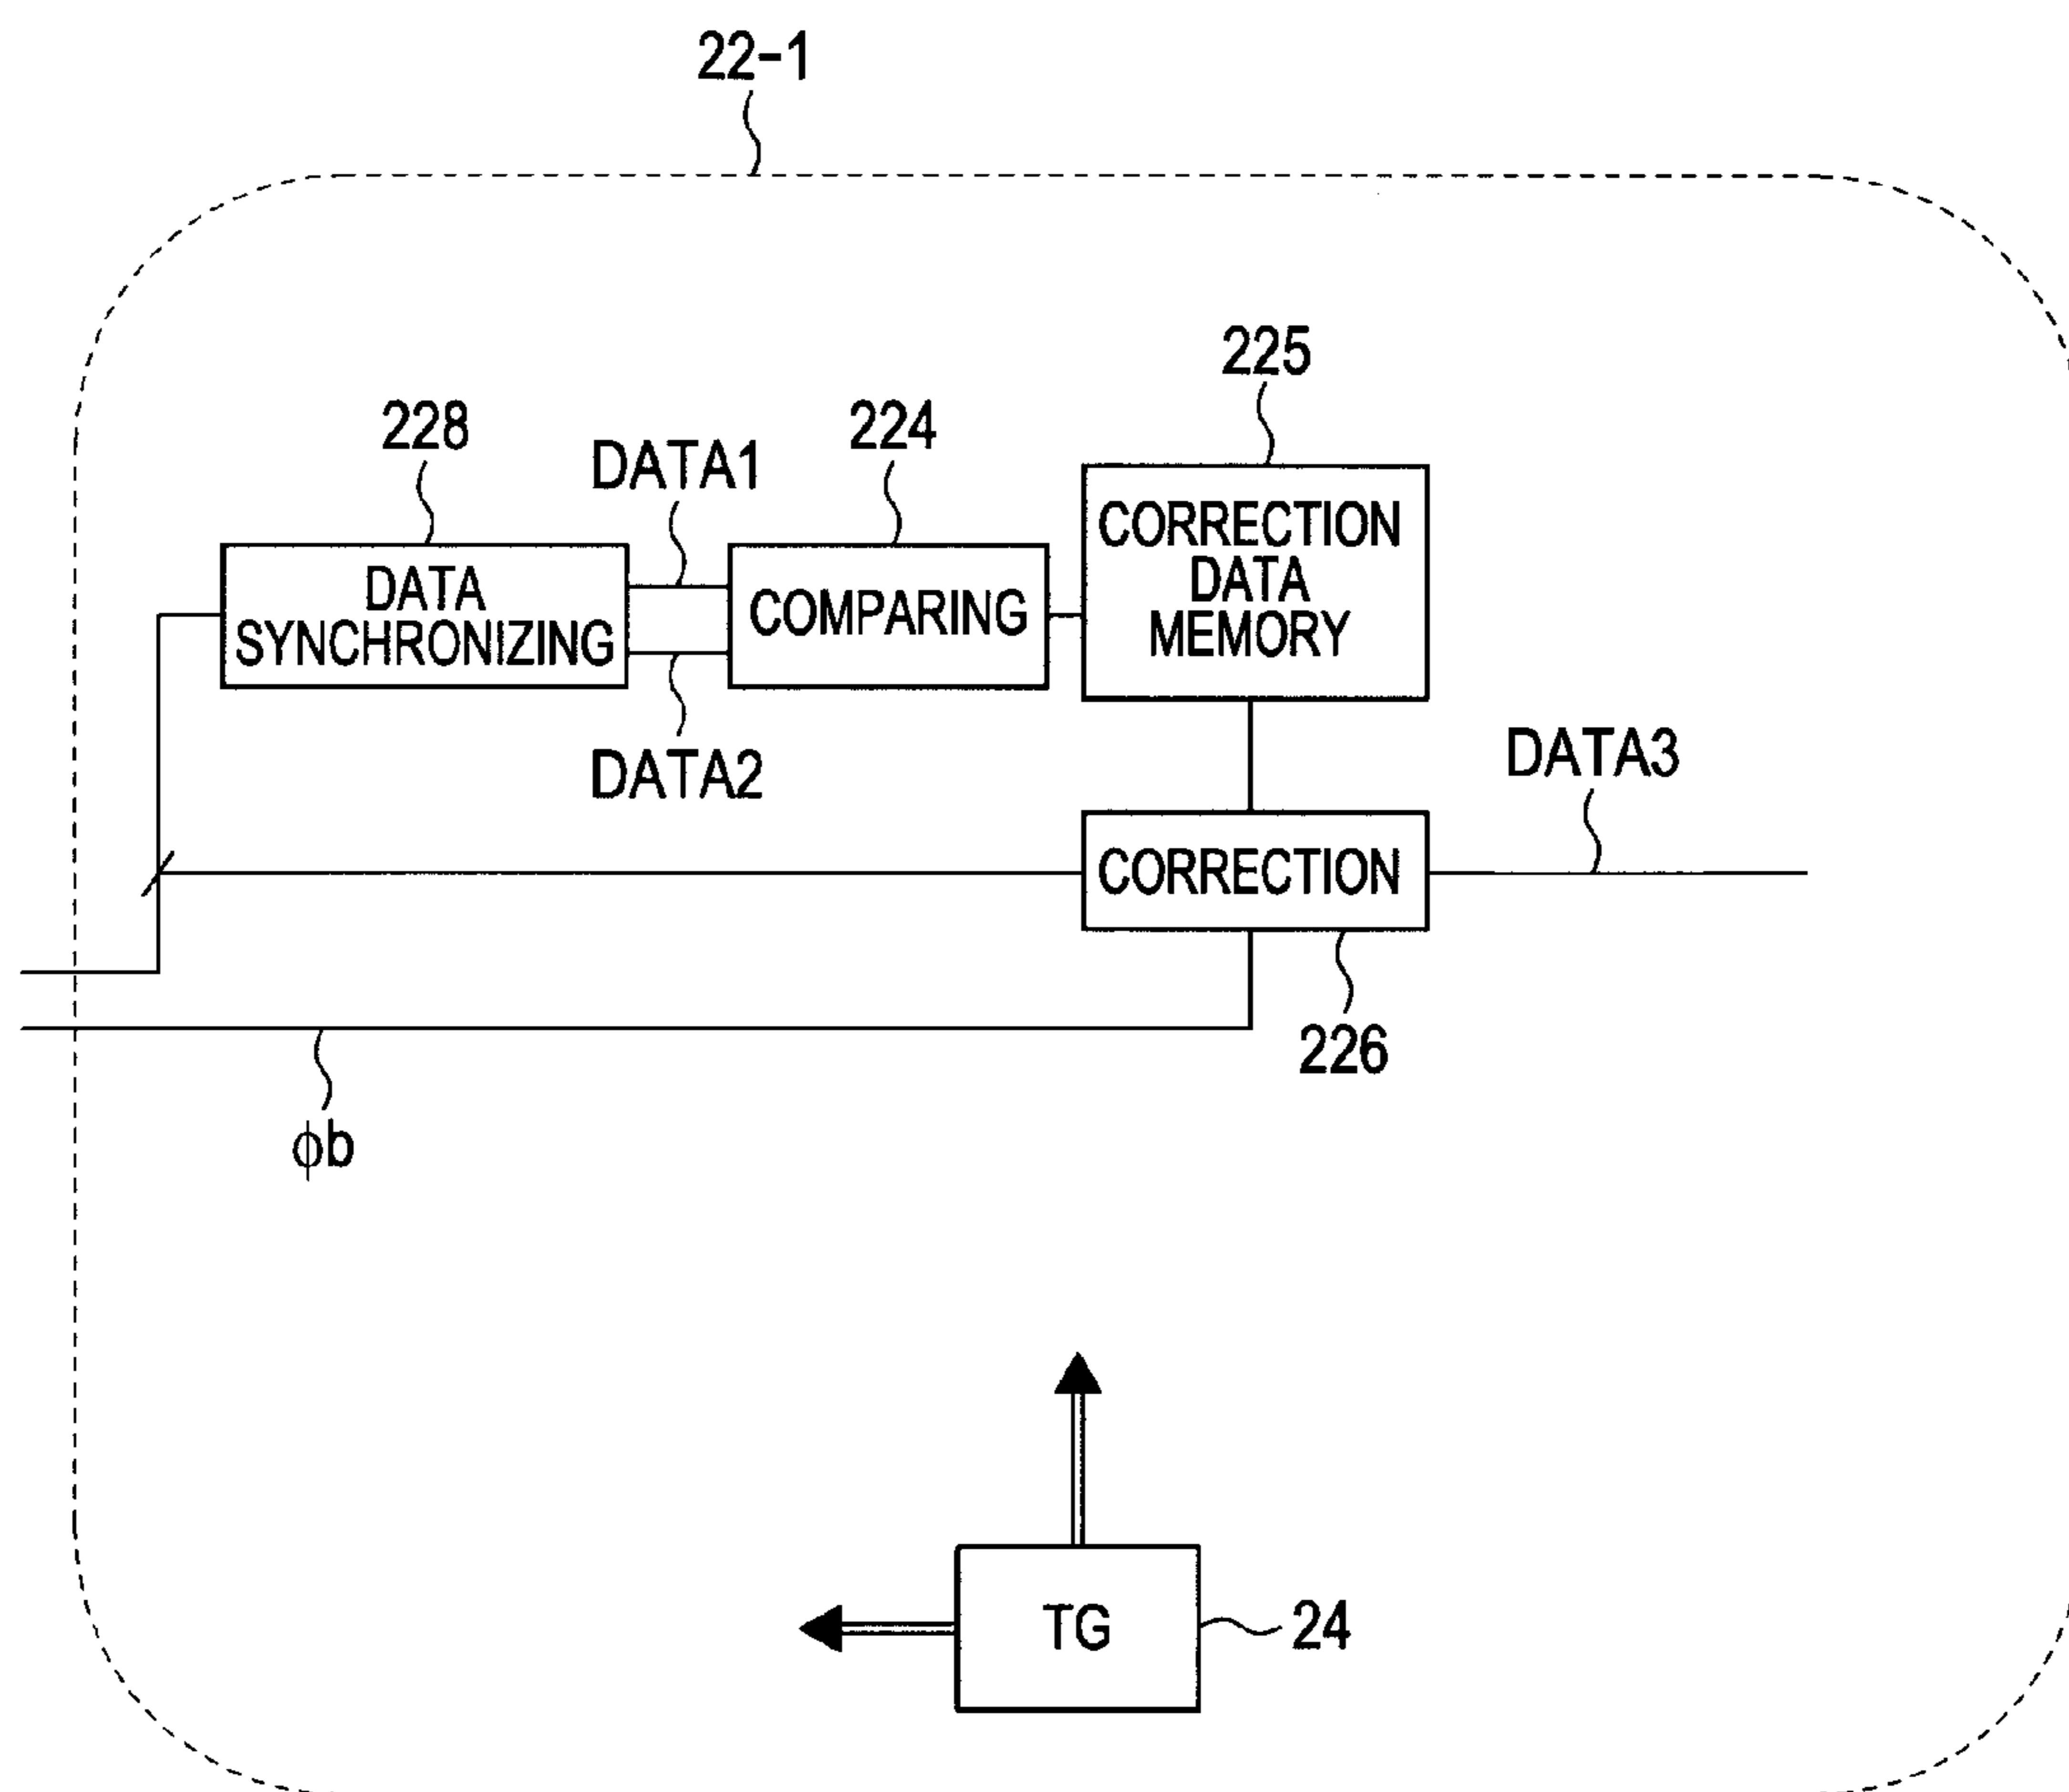 22-1
225
228
DATA1
224
CORRECTION
DATA
MEMORY
DATA
SYNCHRONIZING
COMPARING
DATA2
DATA3
CORRECTION
226
ϕb
TG
24